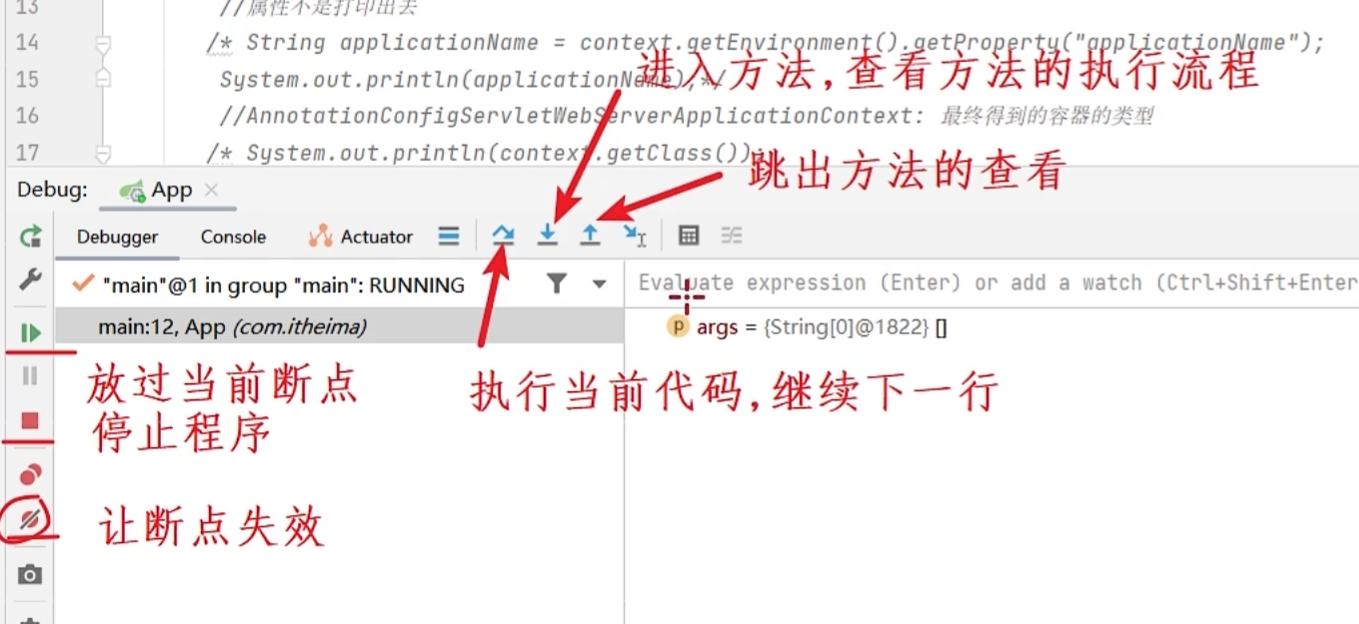 13 //属性不是打印出去
14 /* String applicationName = context.getEnvironment().getProperty("applicationName");
进入方法,查看方法的执行流程
15 System.out.println(applicationName);*/
16 //AnnotationConfigServletWebServerApplicationContext: 最终得到的容器的类型
17 /* System.out.println(context.getClass());
跳出方法的查看
Debug: App
Debugger Console Actuator
"main"@1 in group "main": RUNNING
Evaluate expression (Enter) or add a watch (Ctrl+Shift+Enter
main:12, App (com.itheima)
p args = {String[0]@1822} []
放过当前断点
执行当前代码,继续下一行
停止程序
让断点失效